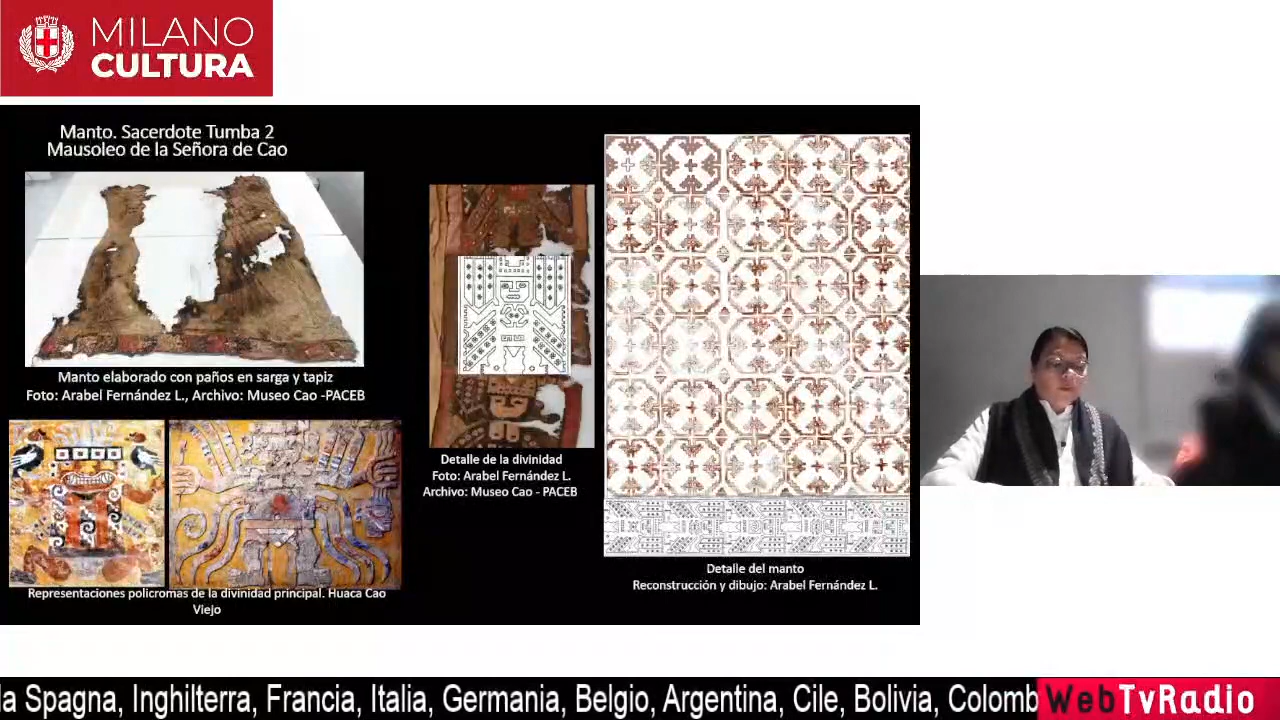 MILANO
CULTURA
Manto. Sacerdote Tumba 2
Mausoleo de la Señora de Cao
Manto elaborado con paños en sarga y tapiz
Foto: Arabel Fernández L., Archivo: Museo Cao -PACEB
Representaciones policromas de la divinidad principal. Huaca Cao
Viejo
Detalle de la divinidad
Foto: Arabel Fernández L.
Archivo: Museo Cao - PACEB
Detalle del manto
Reconstrucción y dibujo: Arabel Fernández L.
la Spagna, Inghilterra, Francia, Italia, Germania, Belgio, Argentina, Cile, Bolivia, Colomb
WebTvRadio